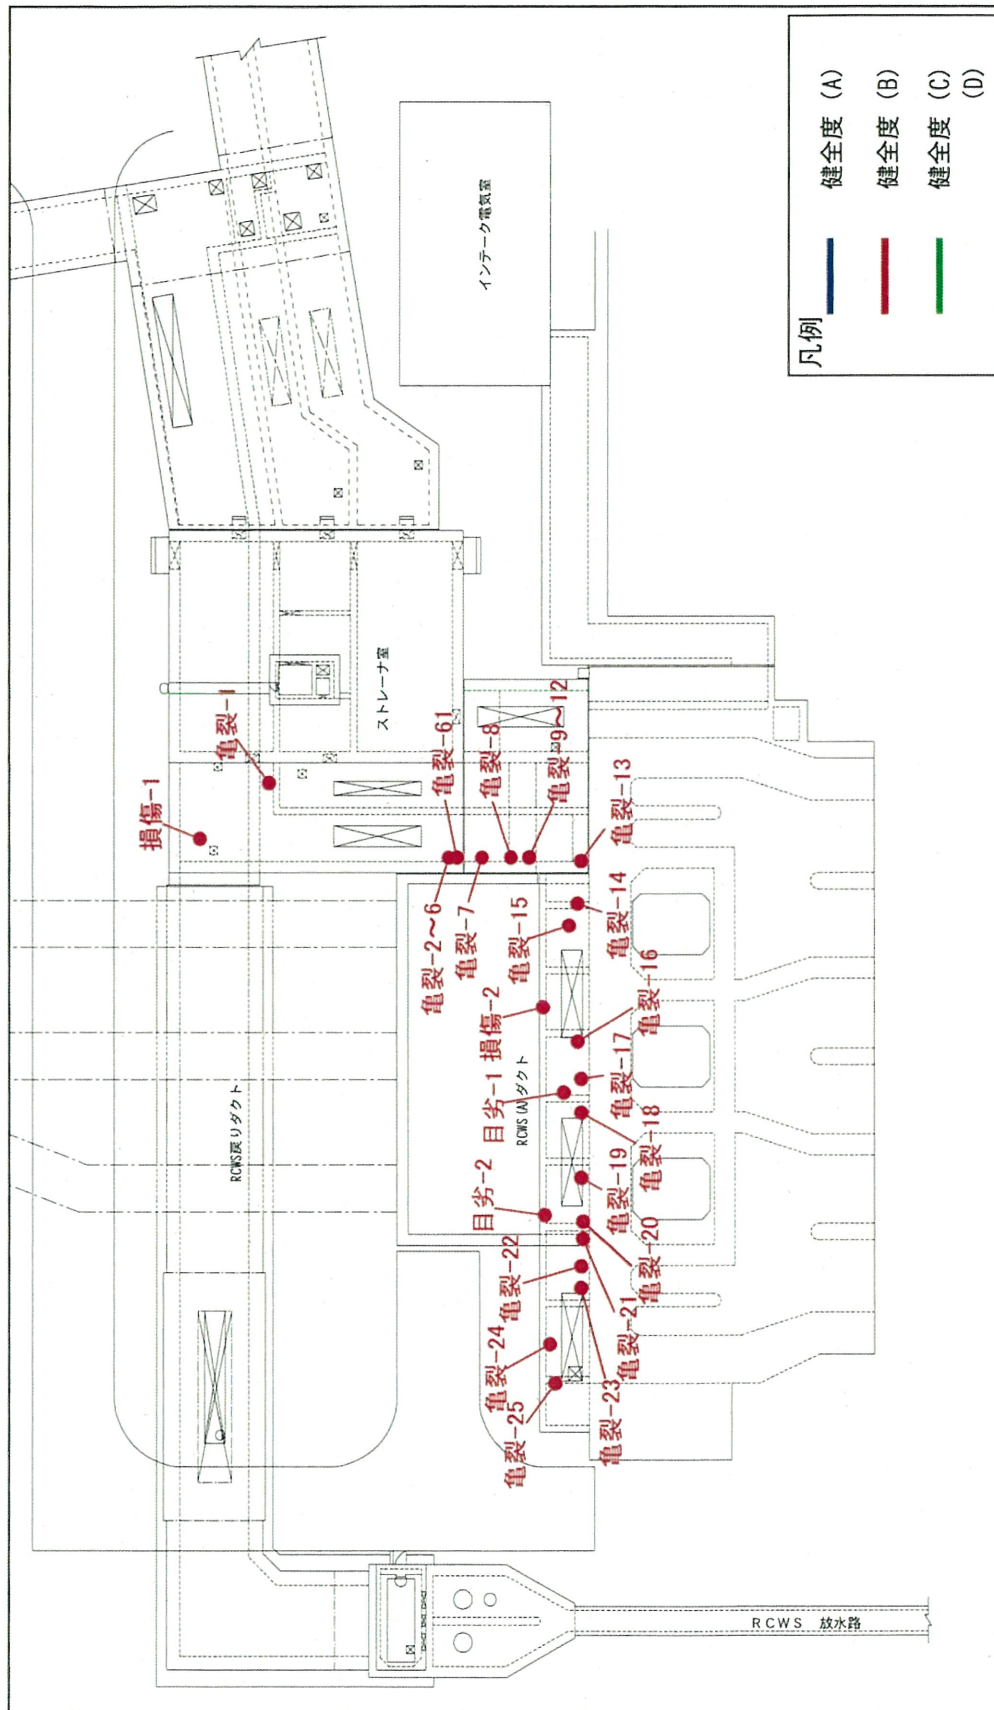 凡例
健全度 (A)
健全度 (B)
健全度 (C)
(D)
インテーク電気室
ストレーナ室
RCWS戻りダクト
RCWS(A)ダクト
RCWS 放水路
損傷-1
亀裂-1
亀裂-2～6
亀裂-61
亀裂-7
亀裂-8
亀裂-9～12
亀裂-13
亀裂-14
亀裂-15
損傷-2
亀裂-16
目劣-1
亀裂-17
亀裂-18
亀裂-19
目劣-2
亀裂-20
亀裂-21
亀裂-22
亀裂-23
亀裂-24
亀裂-25